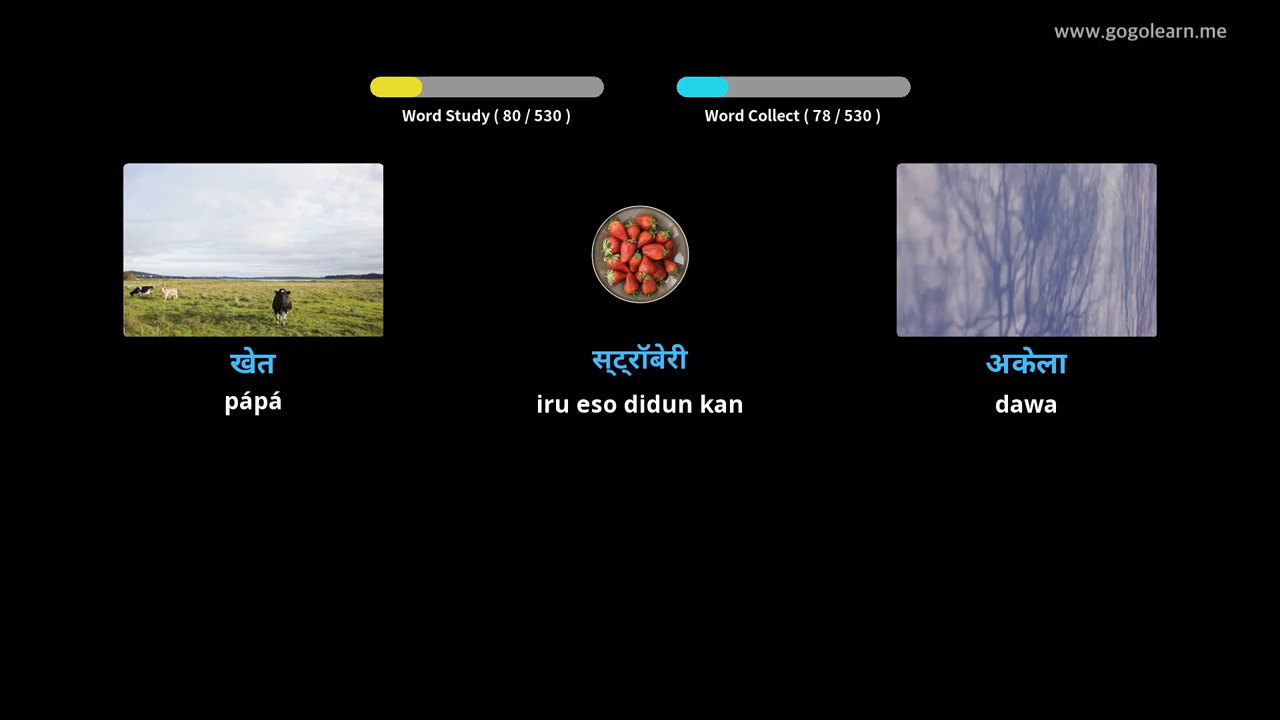 www.gogolearn.me
Word Study ( 80 / 530 )
Word Collect ( 78 / 530 )
खेत
pápá
स्ट्रॉबेरी
iru eso didun kan
अकेला
dawa